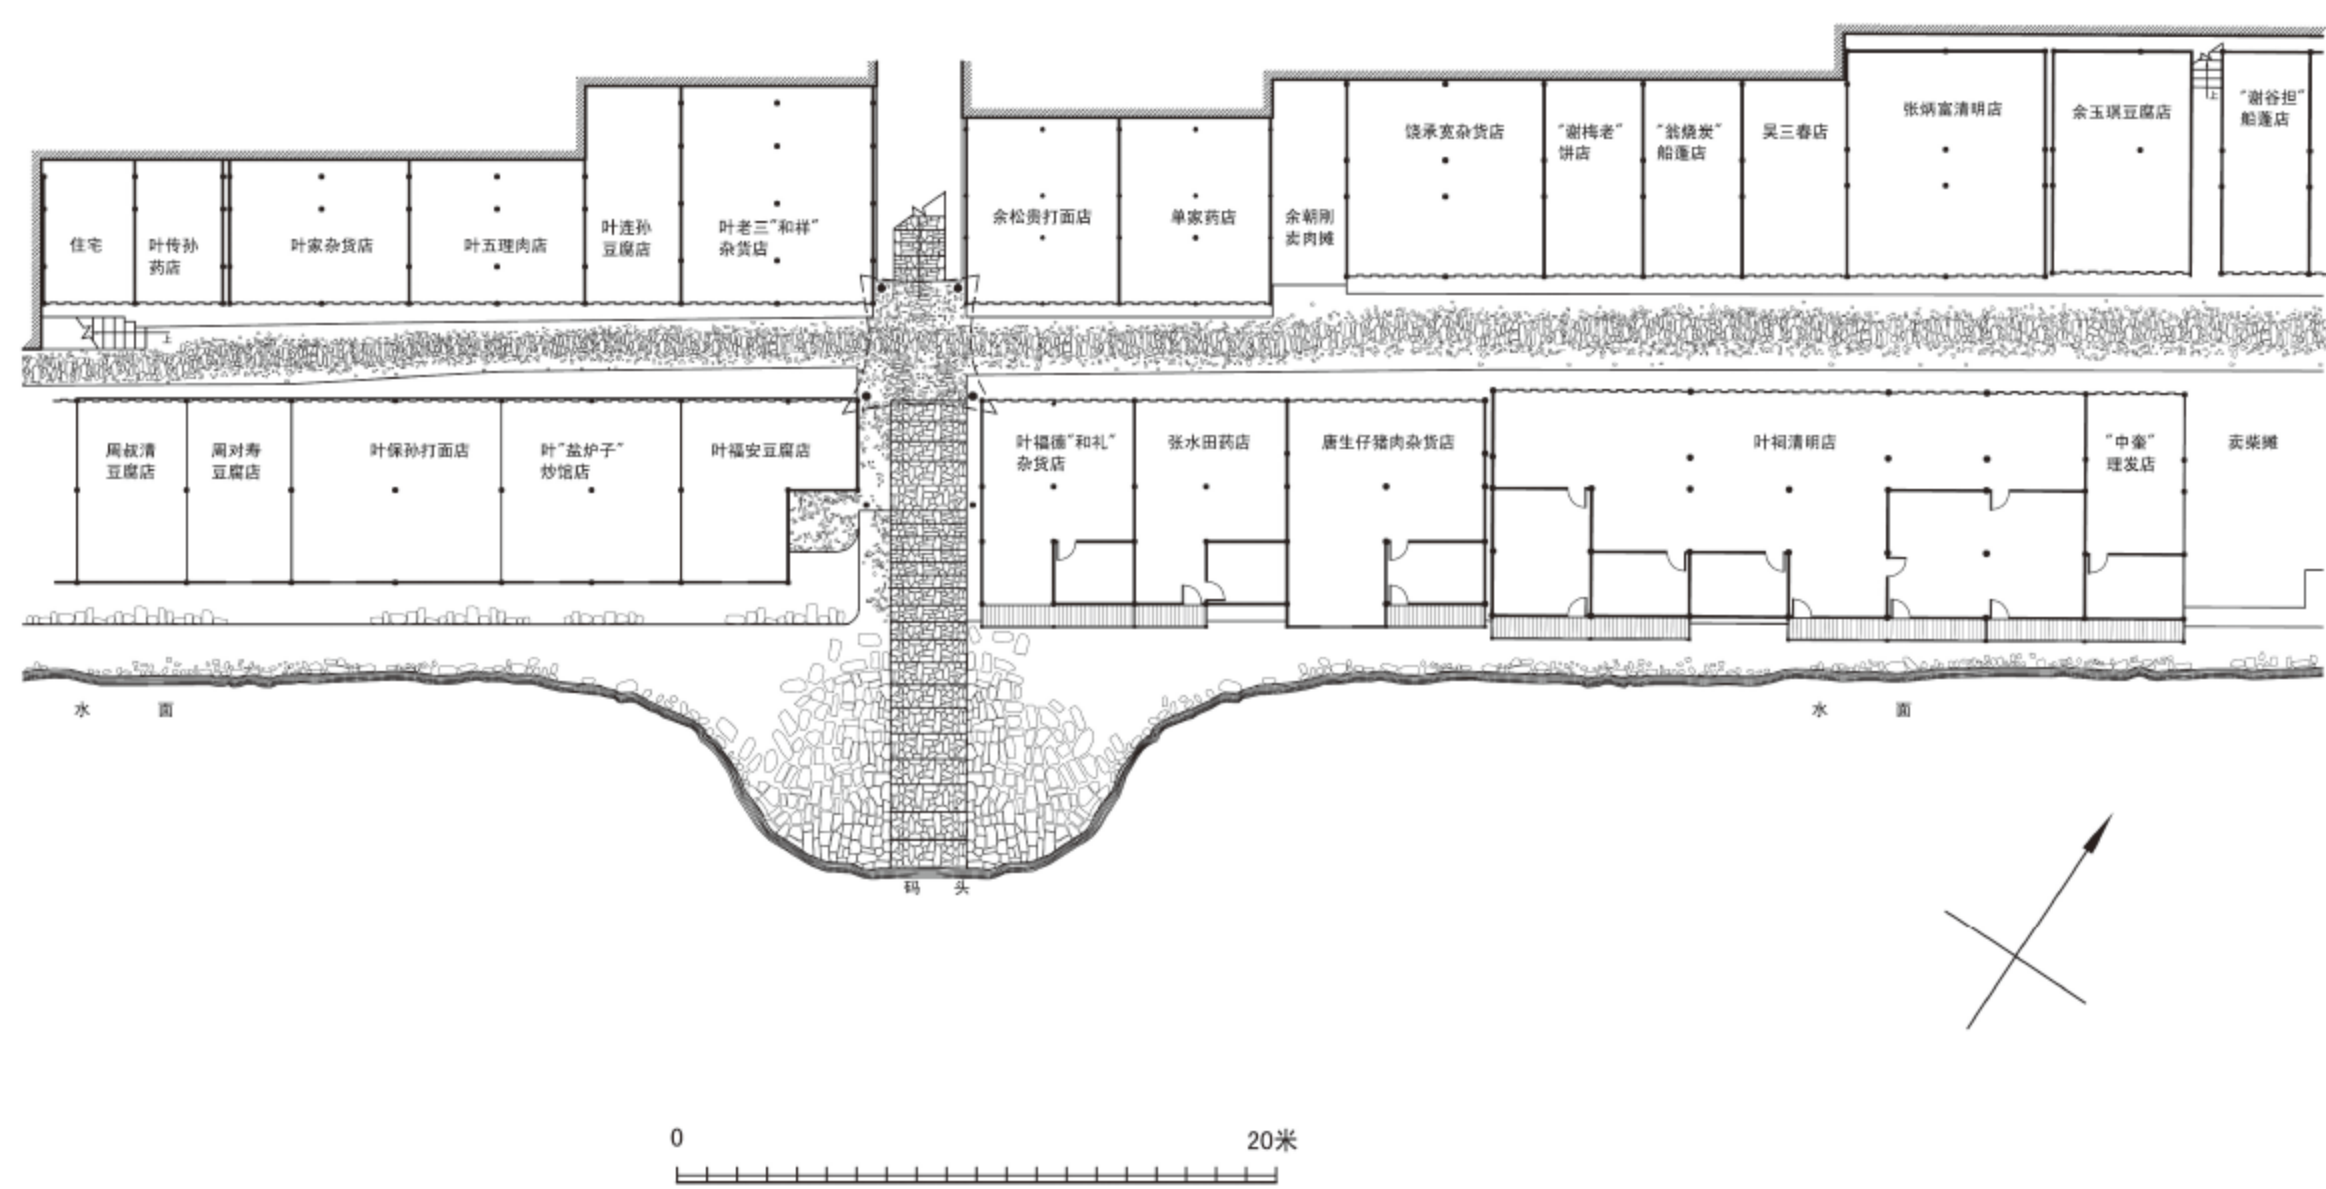 住宅
叶传孙
药店
叶家杂货店
叶五理肉店
叶连孙
豆腐店
叶老三"和祥"
杂货店
余松贵打面店
单家药店
余朝刚
卖肉摊
饶承宽杂货店
"谢梅老"
饼店
"翁烧炭"
船蓬店
吴三春店
张炳富清明店
余玉琪豆腐店
上
"谢谷担"
船蓬店
上
周叔清
豆腐店
周对寿
豆腐店
叶保孙打面店
叶"盐炉子"
炒馆店
叶福安豆腐店
叶福德"和礼"
杂货店
张水田药店
唐生仔猪肉杂货店
叶祠清明店
"中奎"
理发店
卖柴摊
水 面
水 面
码 头
0
20米